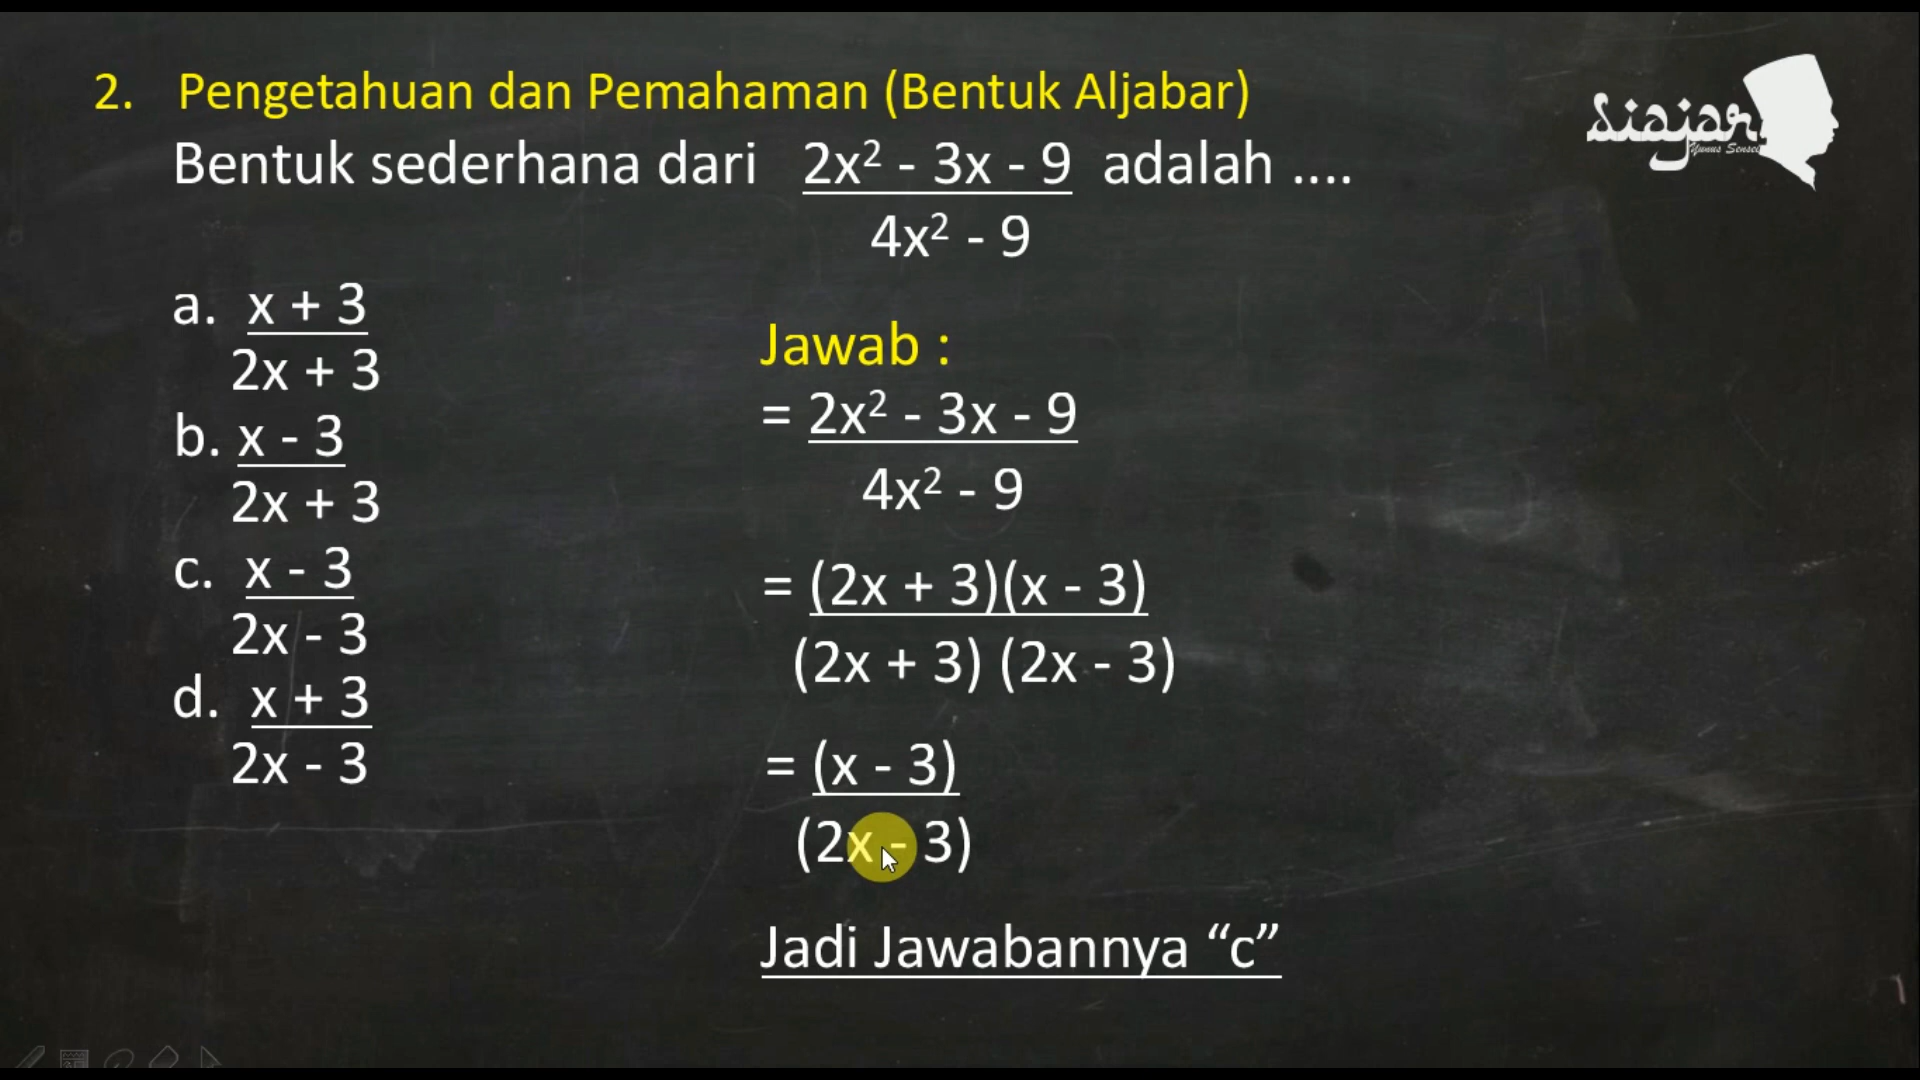 2. Pengetahuan dan Pemahaman (Bentuk Aljabar)
Bentuk sederhana dari 2x² - 3x - 9 adalah ....
4x² - 9
a. x + 3
2x + 3
b. x - 3
2x + 3
c. x - 3
2x - 3
d. x + 3
2x - 3
Jawab :
= 2x² - 3x - 9
4x² - 9
= (2x + 3)(x - 3)
(2x + 3) (2x - 3)
= (x - 3)
(2x - 3)
Jadi Jawabannya “c”
Siajar
Yunus Sensei